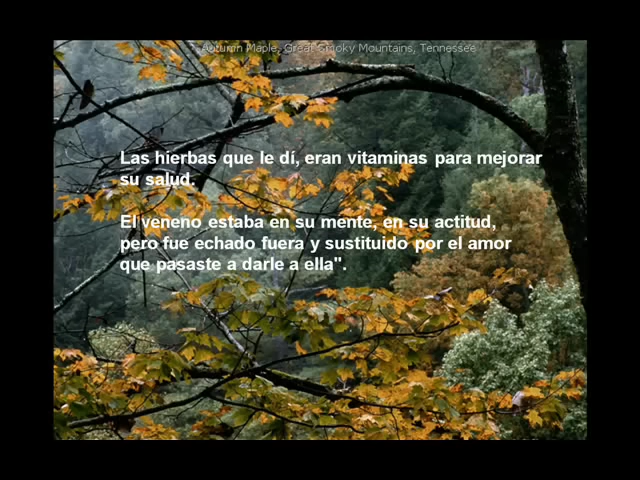 Autumn Maple, Great Smoky Mountains, Tennessee
Las hierbas que le dí, eran vitaminas para mejorar
su salud.
El veneno estaba en su mente, en su actitud,
pero fue echado fuera y sustituido por el amor
que pasaste a darle a ella".